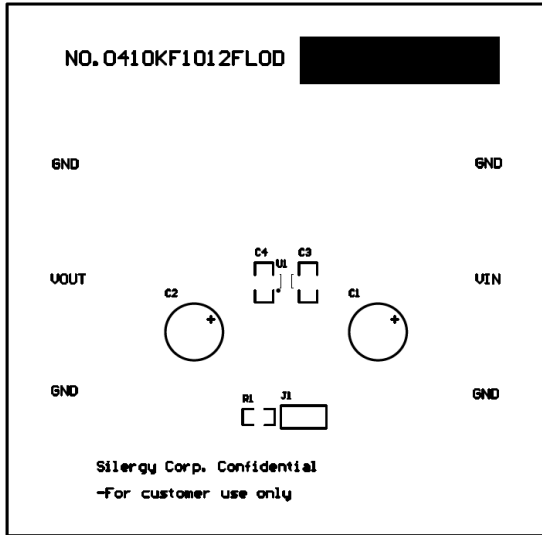 NO.0410KF1012FLOD
GND GND
C4 U1 C3
VOUT VIN
C2 C1
+ +
GND GND
R1 J1
Silergy Corp. Confidential
-For customer use only